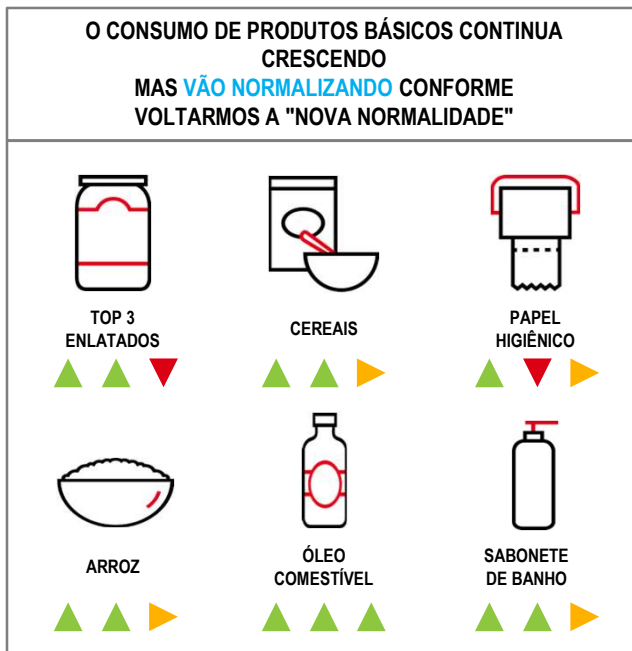 O CONSUMO DE PRODUTOS BÁSICOS CONTINUA
CRESCENDO
MAS VÃO NORMALIZANDO CONFORME
VOLTARMOS A "NOVA NORMALIDADE"
TOP 3
ENLATADOS
CEREAIS
PAPEL
HIGIÊNICO
ARROZ
ÓLEO
COMESTÍVEL
SABONETE
DE BANHO